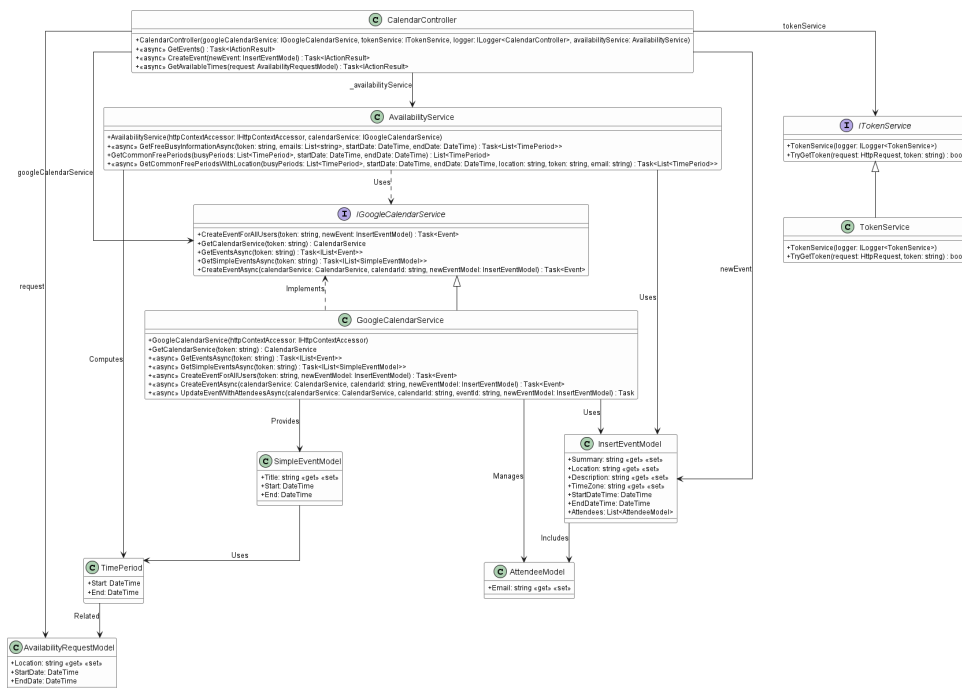 C CalendarController
+CalendarController(googleCalendarService: IGoogleCalendarService, tokenService: ITokenService, logger: ILogger<CalendarController>, availabilityService: AvailabilityService)
+«async» GetEvents() : Task<IActionResult>
+«async» CreateEvent(newEvent: InsertEventModel) : Task<IActionResult>
+«async» GetAvailableTimes(request: AvailabilityRequestModel) : Task<IActionResult>
tokenService
_availabilityService
C AvailabilityService
+AvailabilityService(httpContextAccessor: IHttpContextAccessor, calendarService: IGoogleCalendarService)
+«async» GetFreeBusyInformationAsync(token: string, emails: List<string>, startDate: DateTime, endDate: DateTime) : Task<List<TimePeriod>>
+GetCommonFreePeriods(busyPeriods: List<TimePeriod>, startDate: DateTime, endDate: DateTime) : List<TimePeriod>
+«async» GetCommonFreePeriodsWithLocation(busyPeriods: List<TimePeriod>, startDate: DateTime, endDate: DateTime, location: string, token: string, email: string) : Task<List<TimePeriod>>
I ITokenService
+TokenService(logger: ILogger<TokenService>)
+TryGetToken(request: HttpRequest, token: string) : boo
googleCalendarService
Uses
I IGoogleCalendarService
+CreateEventForAllUsers(token: string, newEvent: InsertEventModel) : Task<Event>
+GetCalendarService(token: string) : CalendarService
+GetEventsAsync(token: string) : Task<IList<Event>>
+GetSimpleEventsAsync(token: string) : Task<IList<SimpleEventModel>>
+CreateEventAsync(calendarService: CalendarService, calendarId: string, newEventModel: InsertEventModel) : Task<Event>
C TokenService
+TokenService(logger: ILogger<TokenService>)
+TryGetToken(request: HttpRequest, token: string) : boo
newEvent
request
Implements
Uses
C GoogleCalendarService
+GoogleCalendarService(httpContextAccessor: IHttpContextAccessor)
+GetCalendarService(token: string) : CalendarService
+«async» GetEventsAsync(token: string) : Task<IList<Event>>
+«async» GetSimpleEventsAsync(token: string) : Task<IList<SimpleEventModel>>
+«async» CreateEventForAllUsers(token: string, newEventModel: InsertEventModel) : Task<Event>
+«async» CreateEventAsync(calendarService: CalendarService, calendarId: string, newEventModel: InsertEventModel) : Task<Event>
+«async» UpdateEventWithAttendeesAsync(calendarService: CalendarService, calendarId: string, eventId: string, newEventModel: InsertEventModel) : Task
Computes
Provides
Uses
C SimpleEventModel
+Title: string «get» «set»
+Start: DateTime
+End: DateTime
Manages
C InsertEventModel
+Summary: string «get» «set»
+Location: string «get» «set»
+Description: string «get» «set»
+TimeZone: string «get» «set»
+StartDateTime: DateTime
+EndDateTime: DateTime
+Attendees: List<AttendeeModel>
Includes
Uses
C TimePeriod
+Start: DateTime
+End: DateTime
C AttendeeModel
+Email: string «get» «set»
Related
C AvailabilityRequestModel
+Location: string «get» «set»
+StartDate: DateTime
+EndDate: DateTime